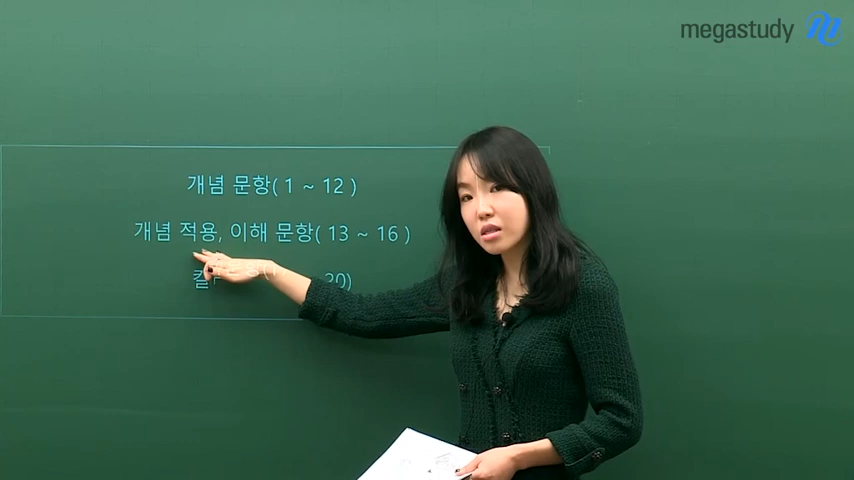 megastudy
개념 문항( 1 ~ 12 )
개념 적용, 이해 문항( 13 ~ 16 )
20)